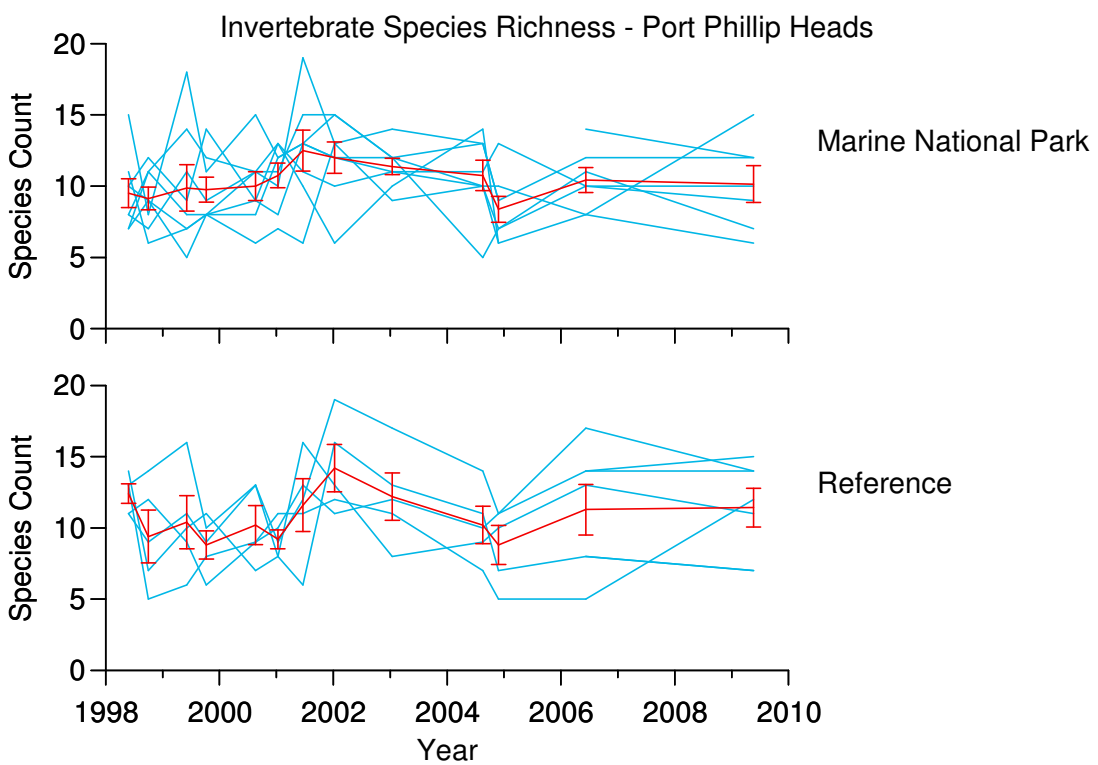 Invertebrate Species Richness - Port Phillip Heads
20
15
10
5
0
Species Count
Marine National Park
20
15
10
5
0
Species Count
Reference
1998 2000 2002 2004 2006 2008 2010
Year